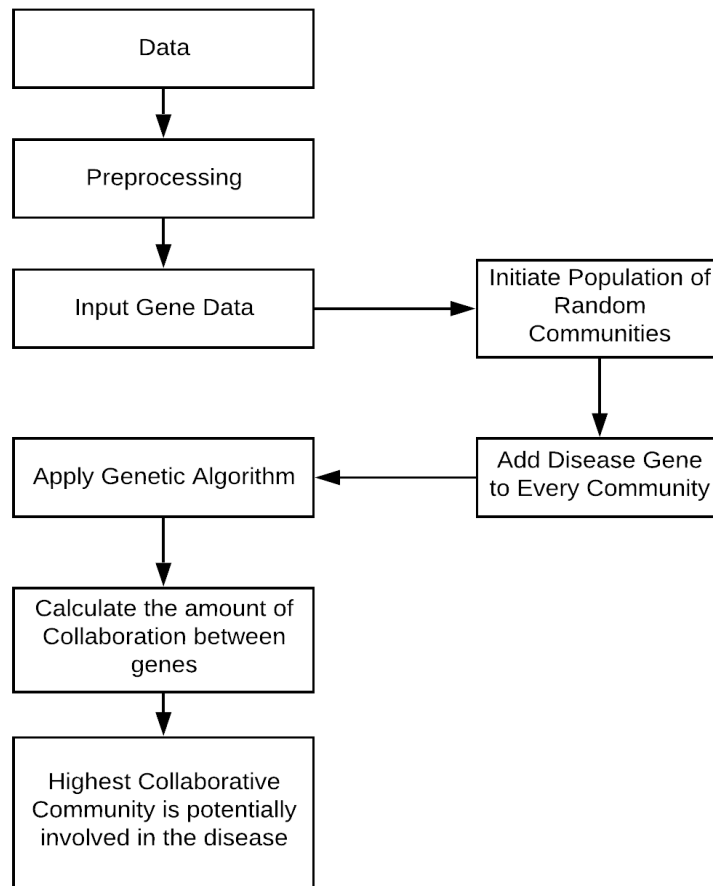 Data
Preprocessing
Input Gene Data
Initiate Population of
Random
Communities
Add Disease Gene
to Every Community
Apply Genetic Algorithm
Calculate the amount of
Collaboration between
genes
Highest Collaborative
Community is potentially
involved in the disease